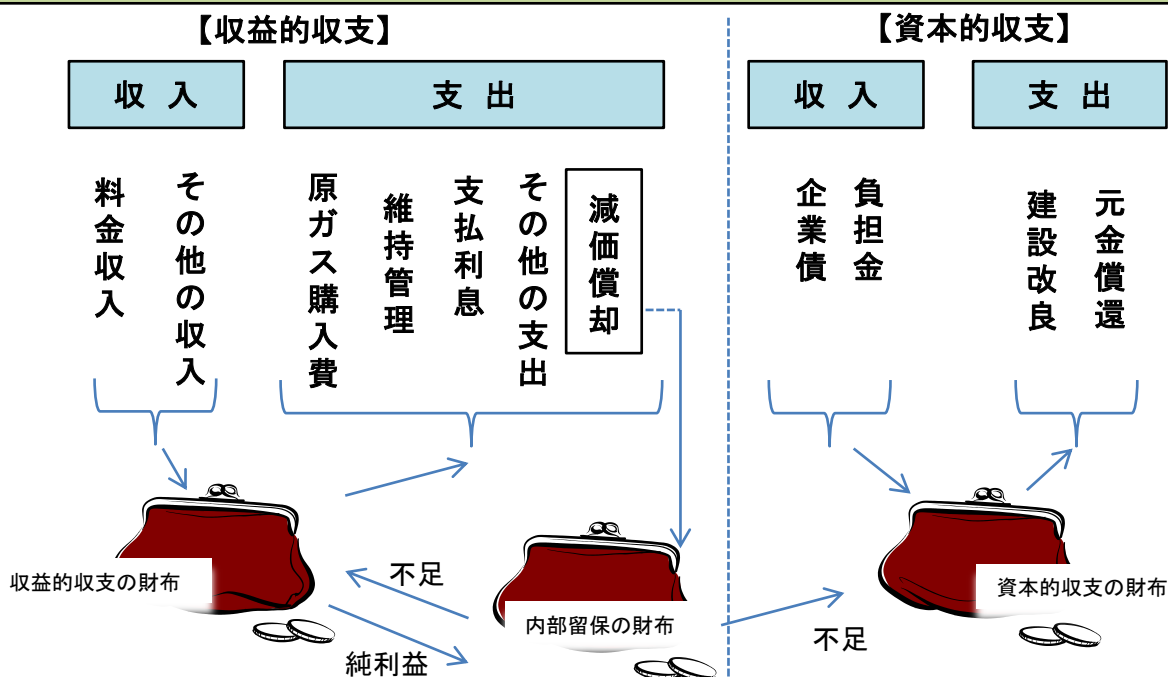 【収益的収支】
【資本的収支】
収 入
支 出
収 入
支 出
料金収入
その他の収入
原ガス購入費
維持管理
支払利息
その他の支出
減価償却
企業債
負担金
建設改良
元金償還
収益的収支の財布
不足
純利益
内部留保の財布
不足
資本的収支の財布